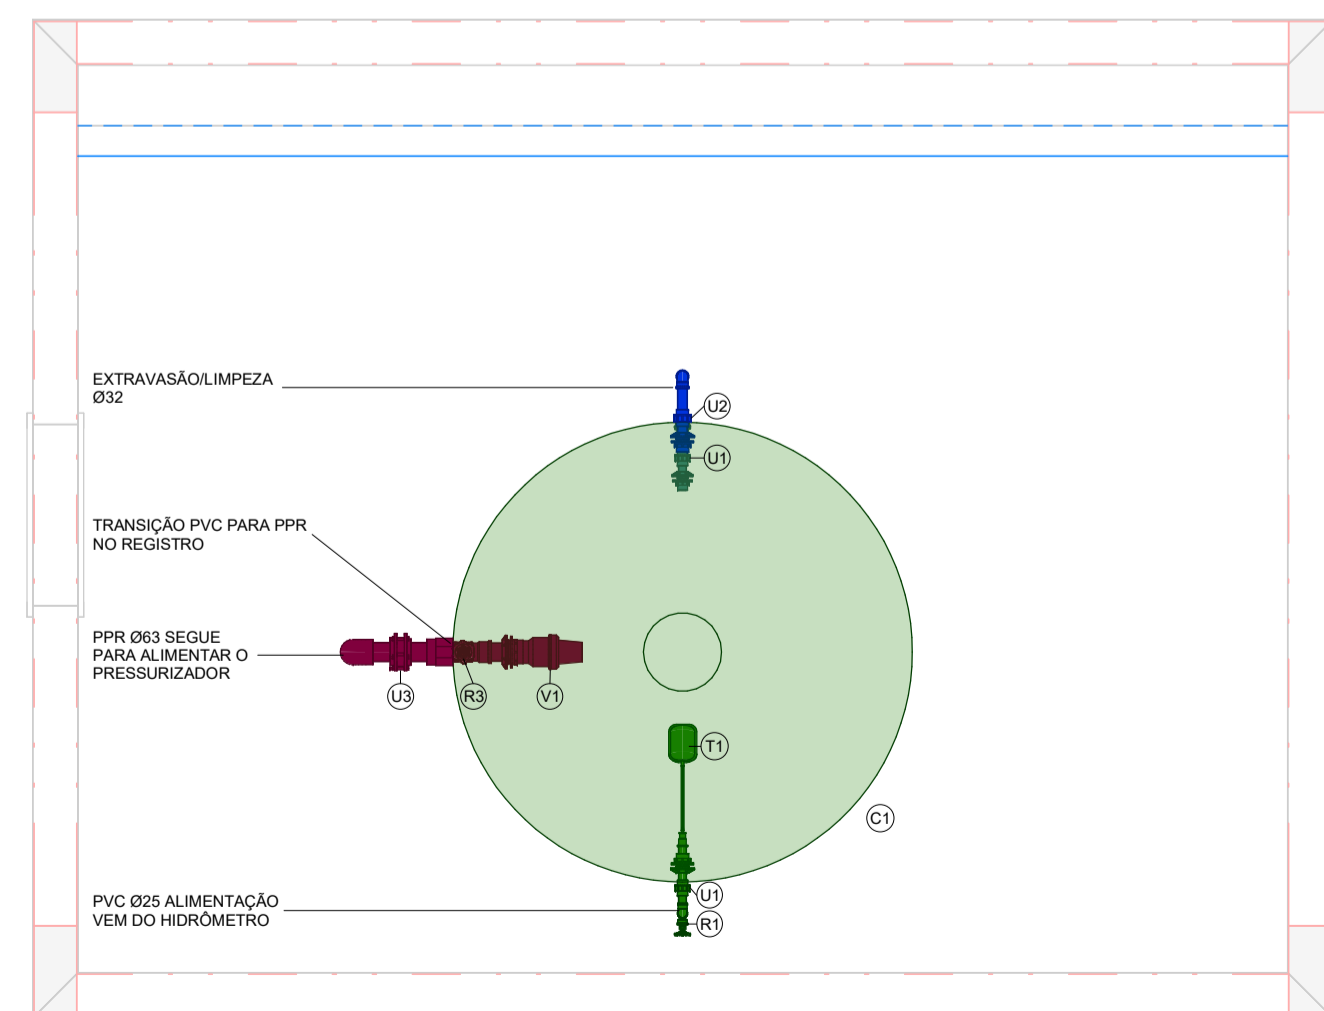 EXTRAVASÃO/LIMPEZA
Ø32
U2
U1
TRANSIÇÃO PVC PARA PPR
NO REGISTRO
PPR Ø63 SEGUE
PARA ALIMENTAR O
PRESSURIZADOR
U3
R3
V1
T1
C1
PVC Ø25 ALIMENTAÇÃO
VEM DO HIDRÔMETRO
U1
R1